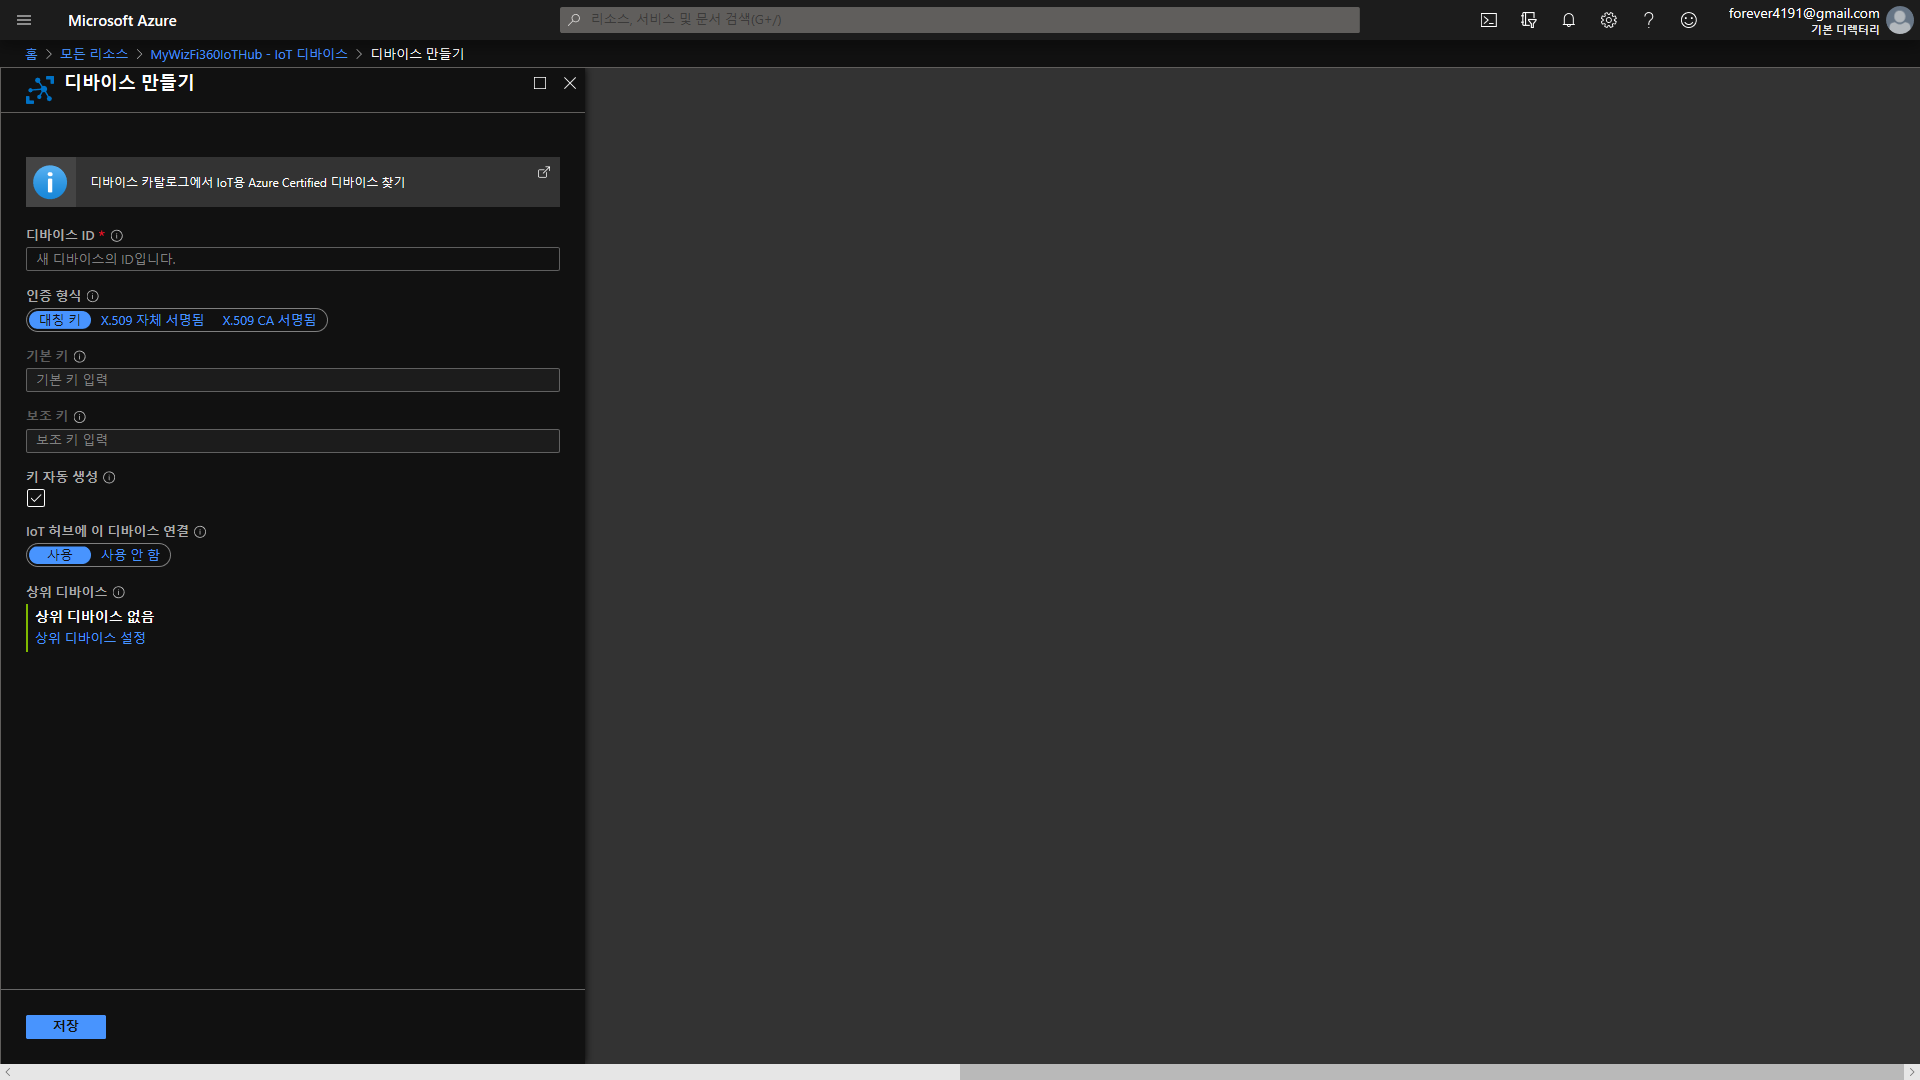 Microsoft Azure
리소스, 서비스 및 문서 검색(G+/)
forever4191@gmail.com
기본 디렉터리
홈 > 모든 리소스 > MyWizFi360IoTHub - IoT 디바이스 > 디바이스 만들기
디바이스 만들기
디바이스 카탈로그에서 IoT용 Azure Certified 디바이스 찾기
디바이스 ID *
새 디바이스의 ID입니다.
인증 형식
대칭 키 X.509 자체 서명됨 X.509 CA 서명됨
기본 키
기본 키 입력
보조 키
보조 키 입력
키 자동 생성
IoT 허브에 이 디바이스 연결
사용 사용 안 함
상위 디바이스
상위 디바이스 없음
상위 디바이스 설정
저장